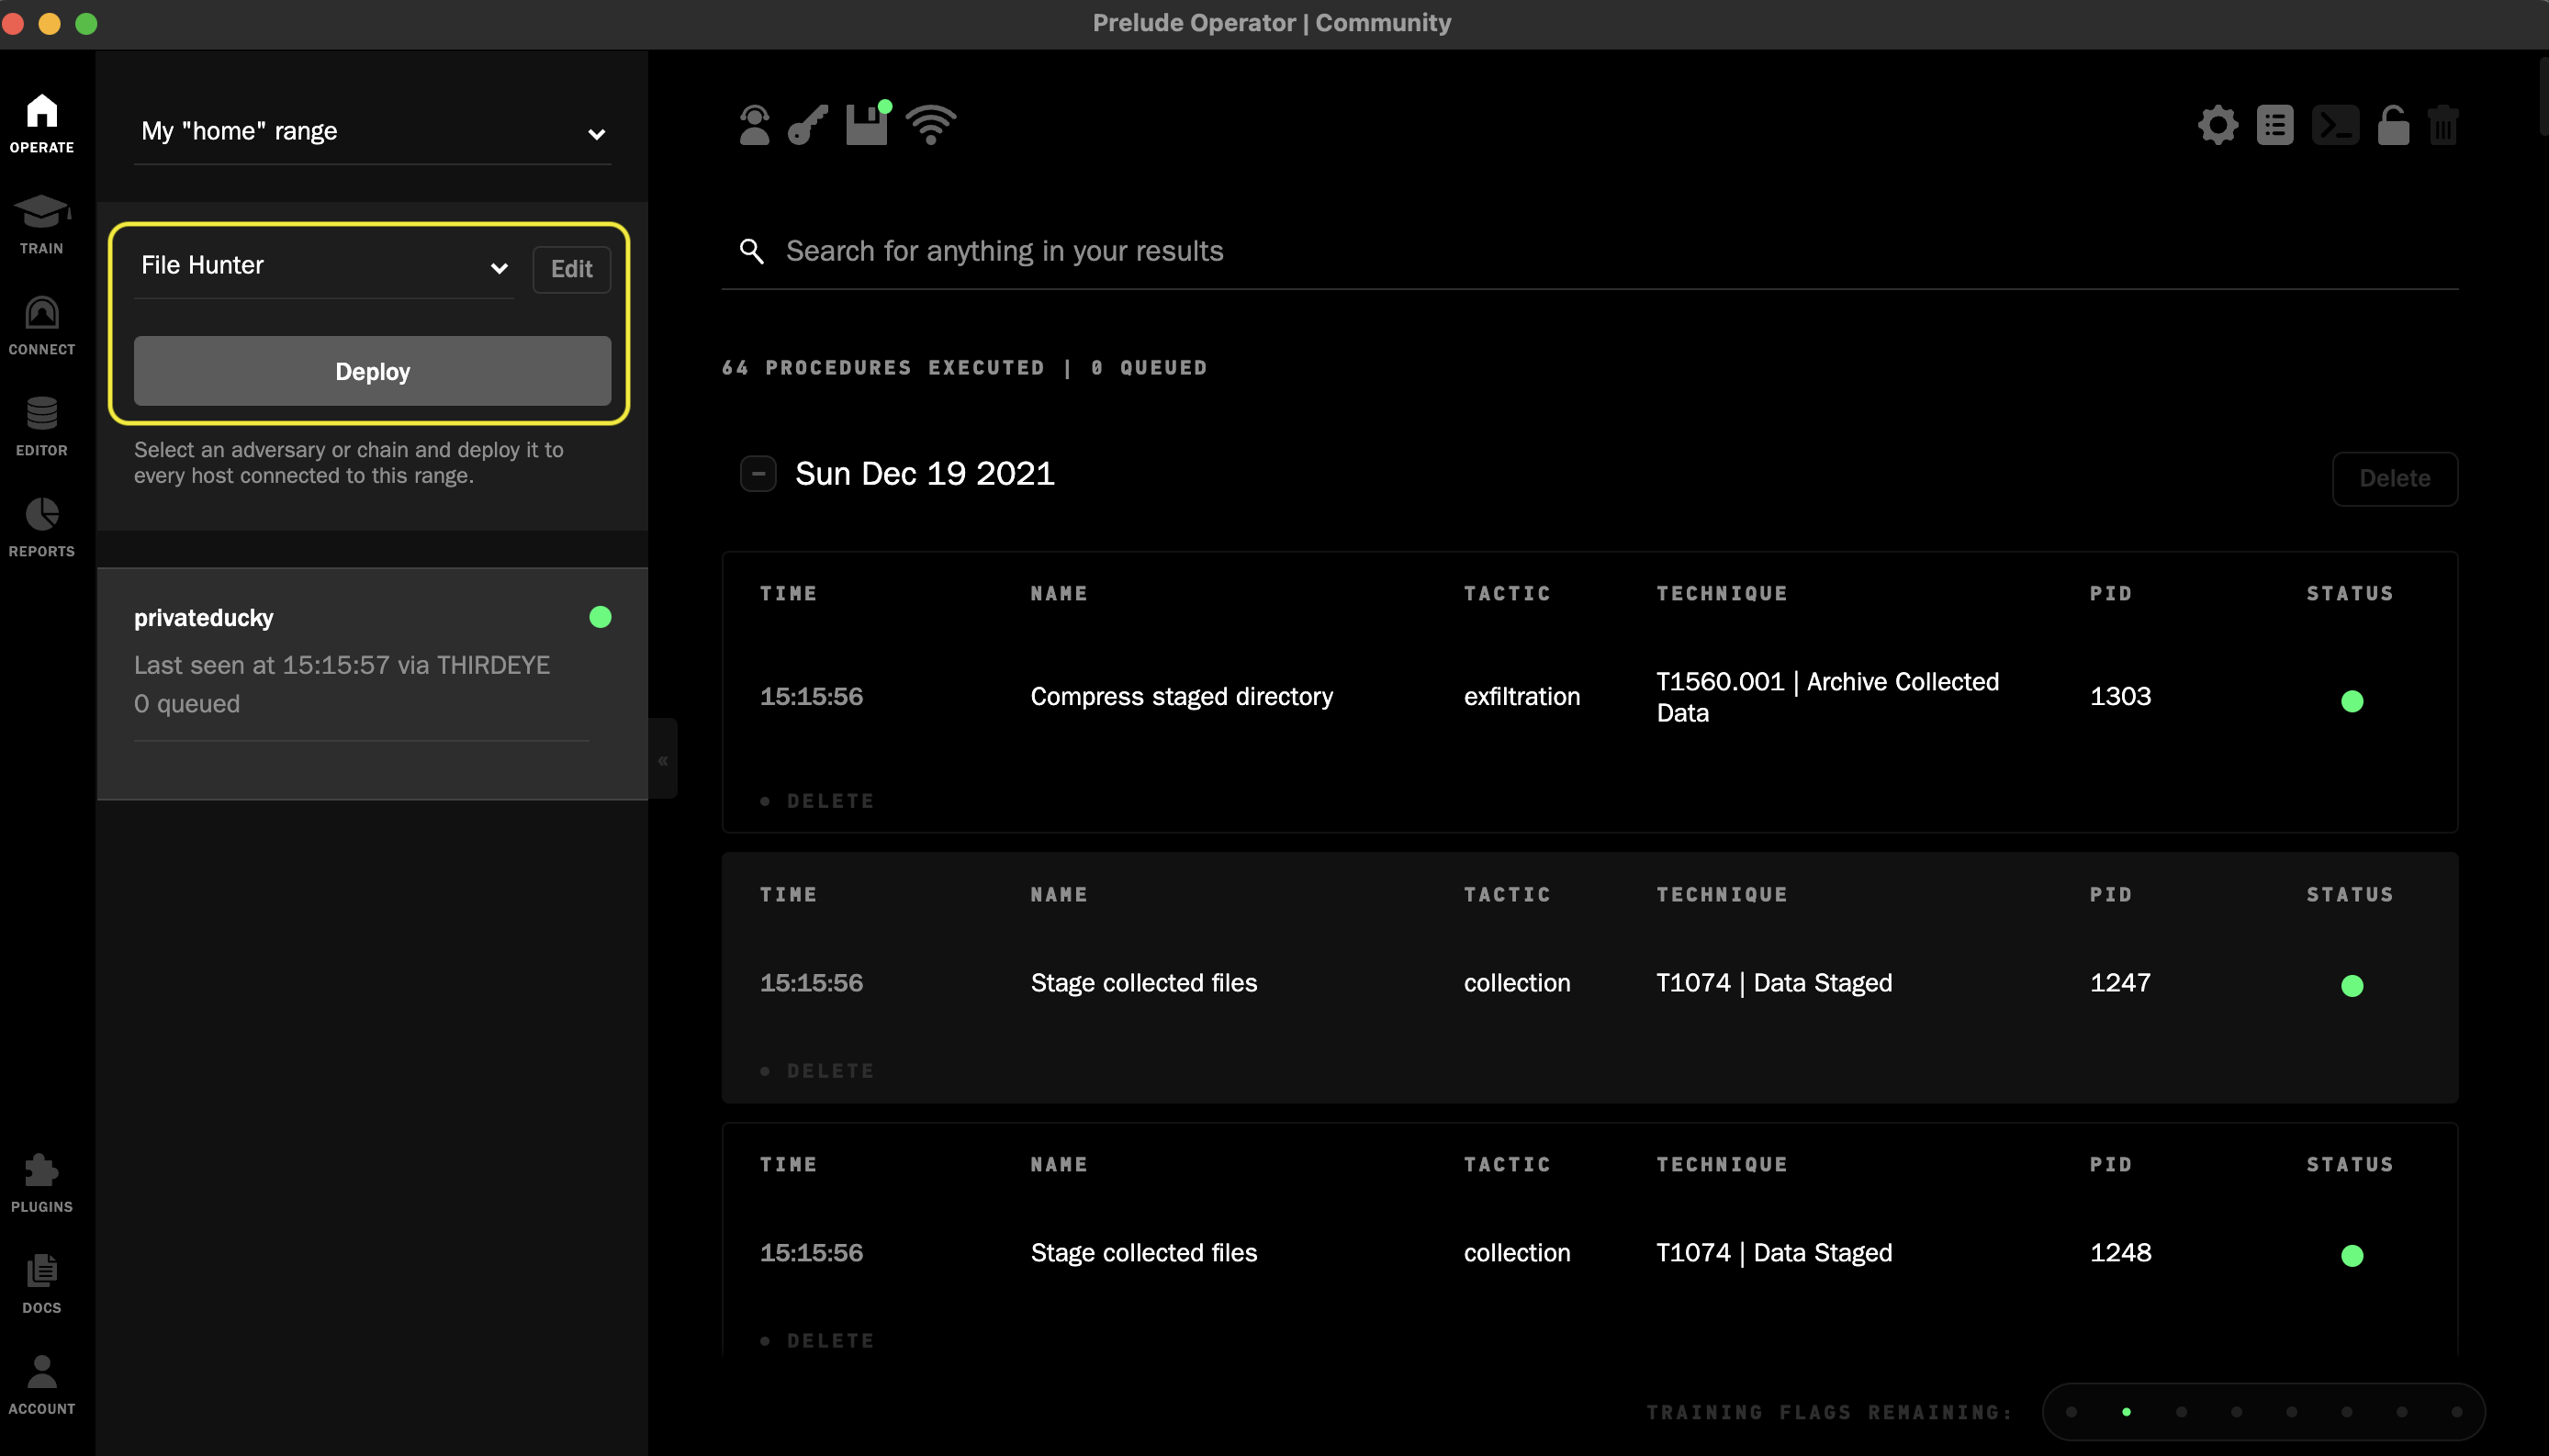 Prelude Operator | Community
OPERATE
TRAIN
CONNECT
EDITOR
REPORTS
PLUGINS
DOCS
ACCOUNT
My "home" range
File Hunter
Edit
Deploy
Select an adversary or chain and deploy it to
every host connected to this range.
privateducky
Last seen at 15:15:57 via THIRDEYE
0 queued
«
Search for anything in your results
64 PROCEDURES EXECUTED | 0 QUEUED
Sun Dec 19 2021
Delete
TIME NAME TACTIC TECHNIQUE PID STATUS
15:15:56 Compress staged directory exfiltration T1560.001 | Archive Collected 1303
Data
• DELETE
TIME NAME TACTIC TECHNIQUE PID STATUS
15:15:56 Stage collected files collection T1074 | Data Staged 1247
• DELETE
TIME NAME TACTIC TECHNIQUE PID STATUS
15:15:56 Stage collected files collection T1074 | Data Staged 1248
• DELETE
TRAINING FLAGS REMAINING: